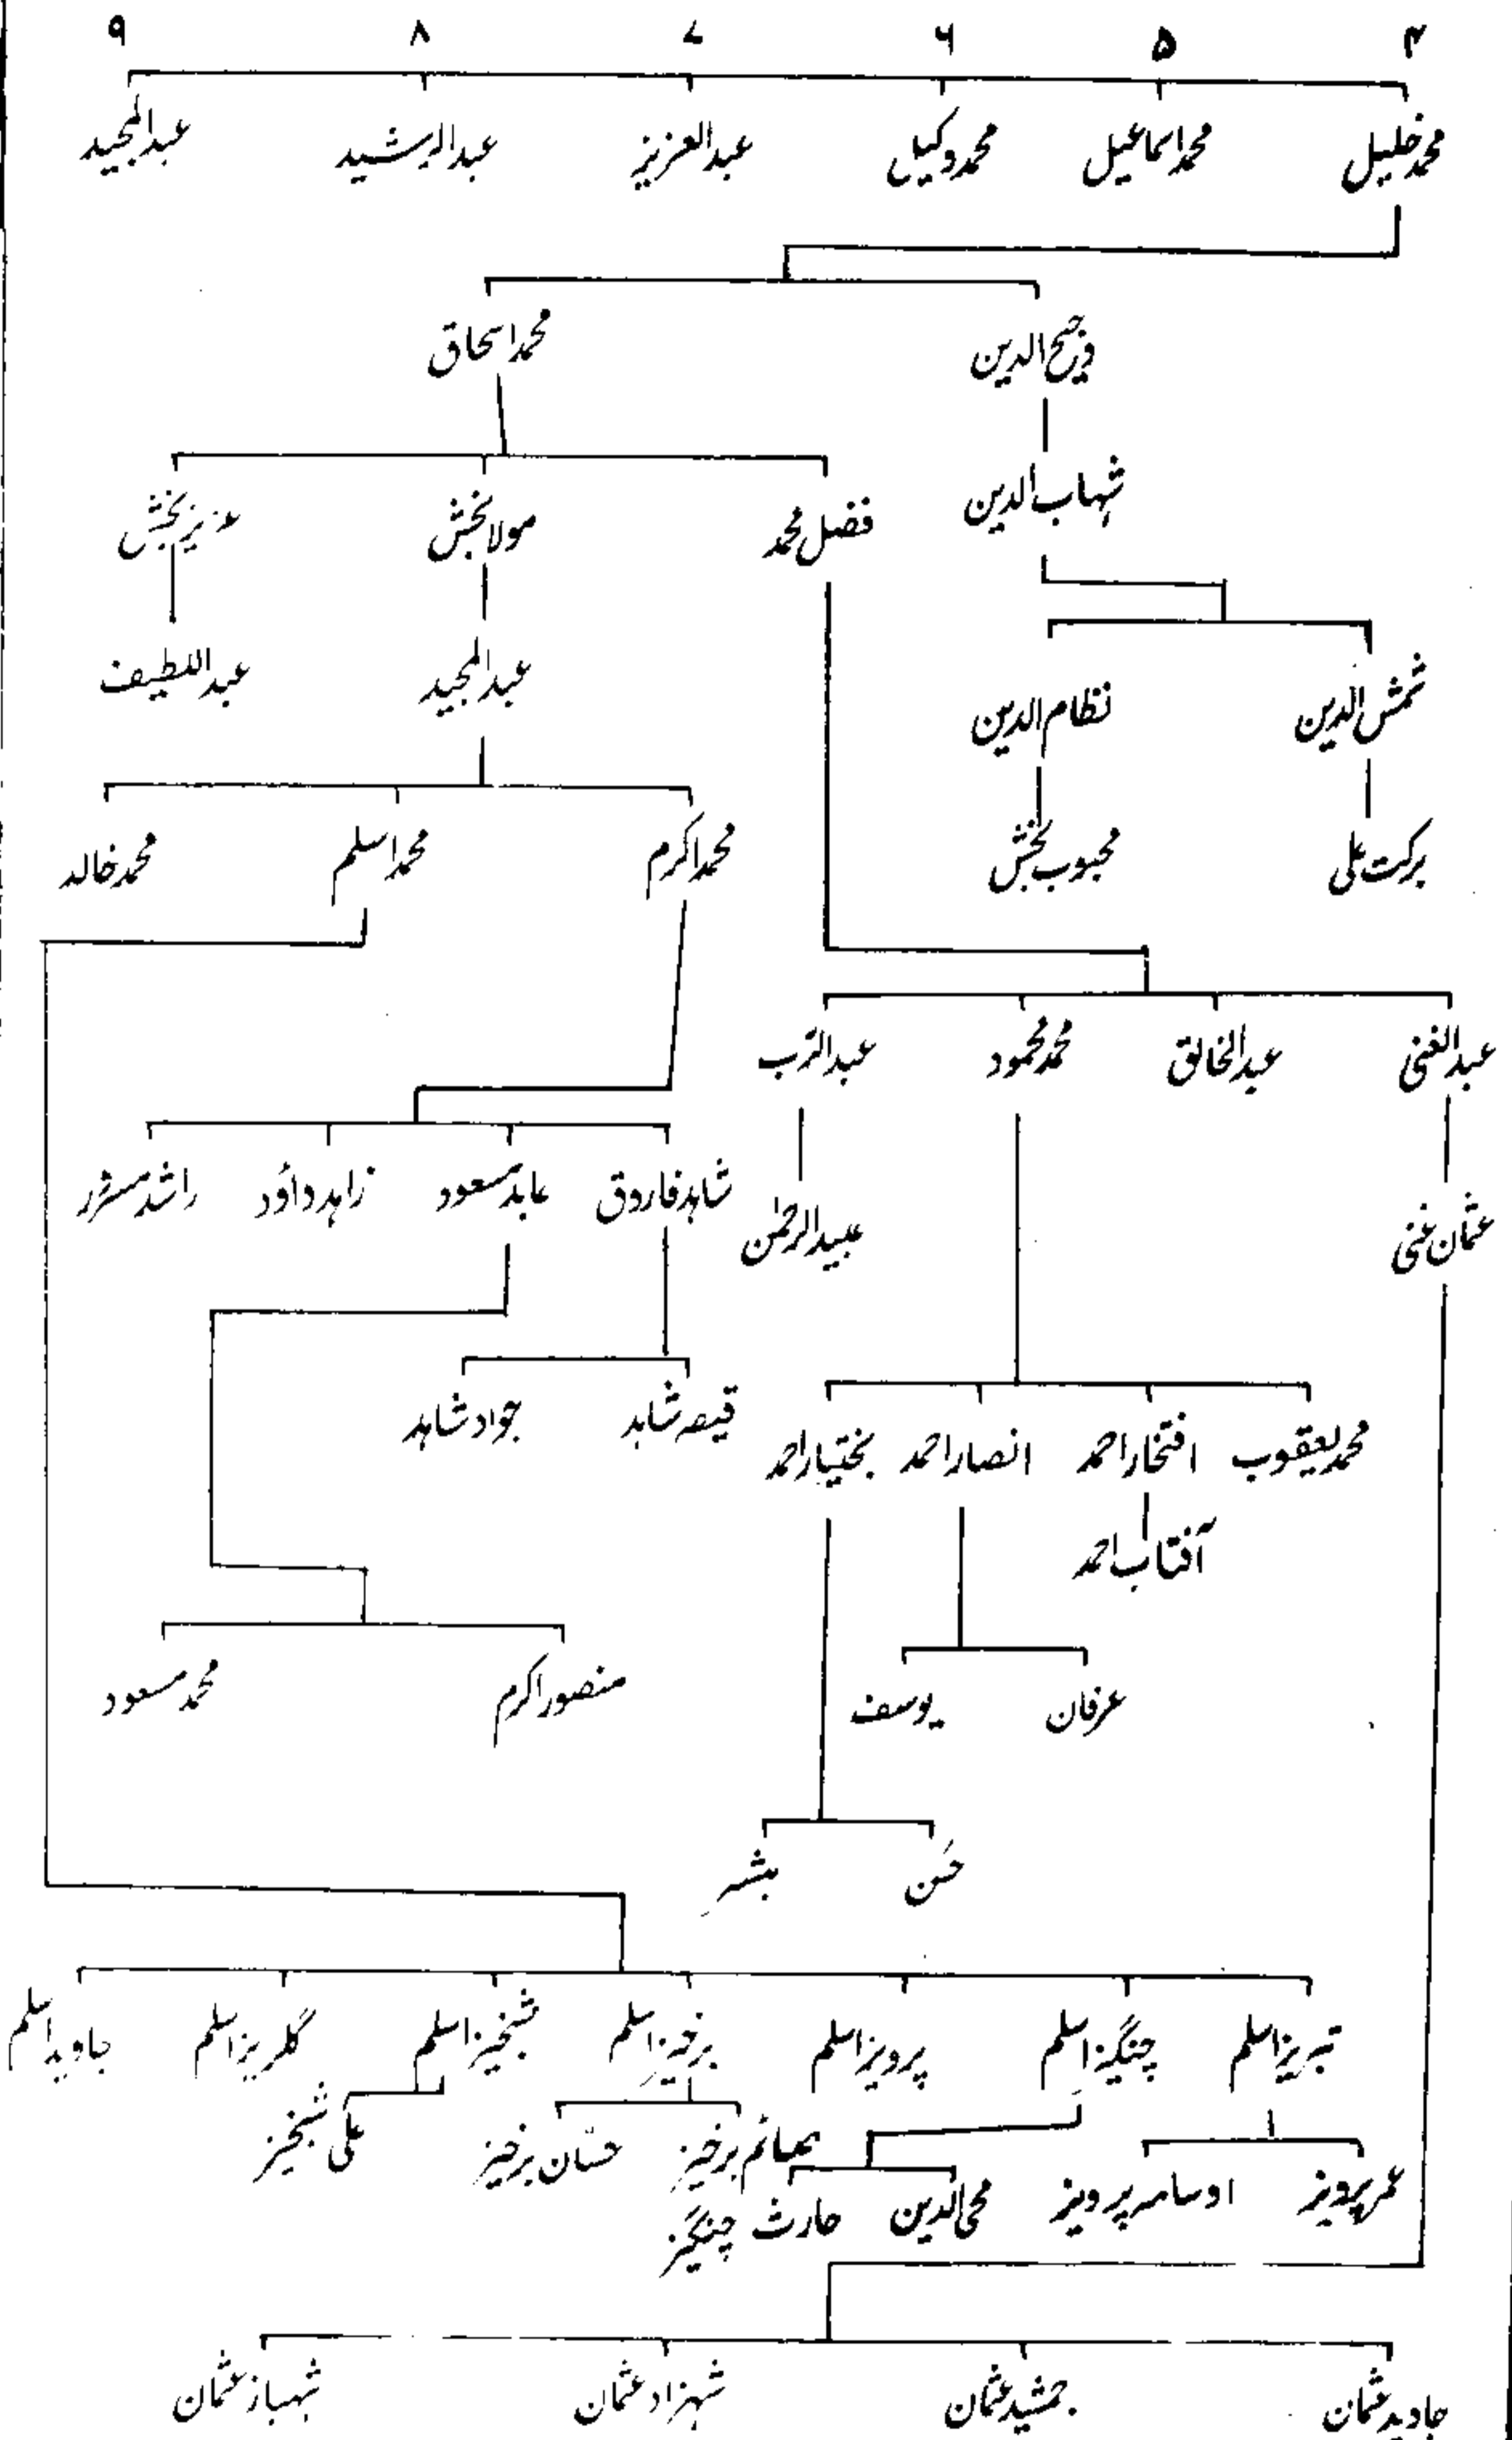 ۴ ۵ ۶ ۷ ۸ ۹
محمد خلیل محمد اسماعیل محمد وکیل عبدالعزیز عبدالرشید عبدالمجید
ذبیح الدین محمد اسحاق
شہاب الدین فضل محمد مولا بخش عزیز بخش
شمس الدین نظام الدین عبدالمجید عبداللطیف
برکت علی محبوب بخش محمد اکرم محمد اسلم محمد خالد
عبدالغنی عبدالخالق محمد محمود عبدالرب
شاہد فاروق عابد مسعود زاہد داؤد راشد
عثمان غنی عبیدالرحمٰن
قیصر شاہد جواد شاہد
محمد یعقوب افتخار احمد انصار احمد بختیار احمد
آفتاب احمد
عرفان یوسف منصور اکرم محمد مسعود
حسن مبشر
تبریز اسلم چنگیز اسلم پرویز اسلم برخیز اسلم شبخیز اسلم گلریز اسلم جاوید اسلم
برخیز حسّان برخیز علی شبخیز
عمر پرویز اوسامہ پرویز محی الدین حارث چنگیز
جاوید عثمان جمشید عثمان شہزاد عثمان شہباز عثمان